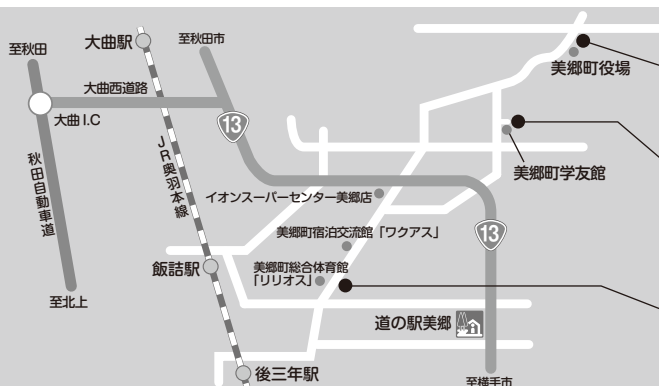 大曲駅
至秋田市
至秋田
美郷町役場
大曲西道路
大曲 I.C
13
JR奥羽本線
秋田自動車道
美郷町学友館
イオンスーパーセンター美郷店
美郷町宿泊交流館「ワクアス」
13
飯詰駅
美郷町総合体育館
「リリオス」
至北上
道の駅美郷
後三年駅
至横手市